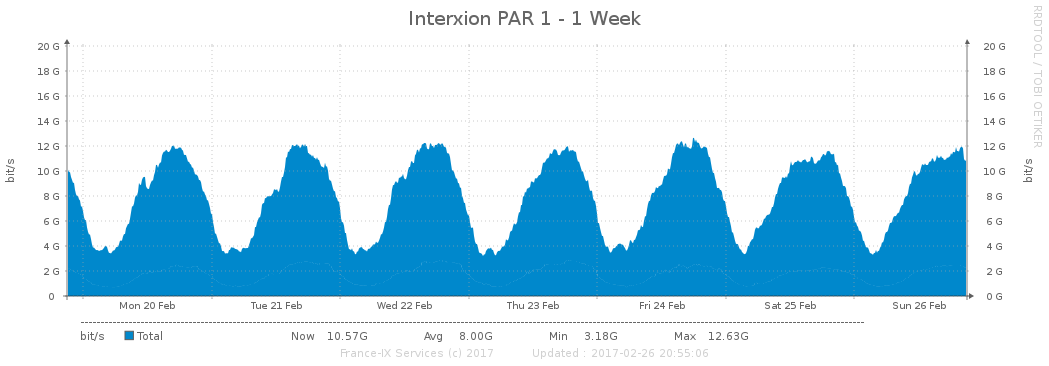 Interxion PAR 1 - 1 Week
RRDTOOL / TOBI OETIKER
bit/s
bit/s
20 G 20 G
18 G 18 G
16 G 16 G
14 G 14 G
12 G 12 G
10 G 10 G
8 G 8 G
6 G 6 G
4 G 4 G
2 G 2 G
0 0 G
Mon 20 Feb Tue 21 Feb Wed 22 Feb Thu 23 Feb Fri 24 Feb Sat 25 Feb Sun 26 Feb
bit/s Total Now 10.57G Avg 8.00G Min 3.18G Max 12.63G
France-IX Services (c) 2017 Updated : 2017-02-26 20:55:06